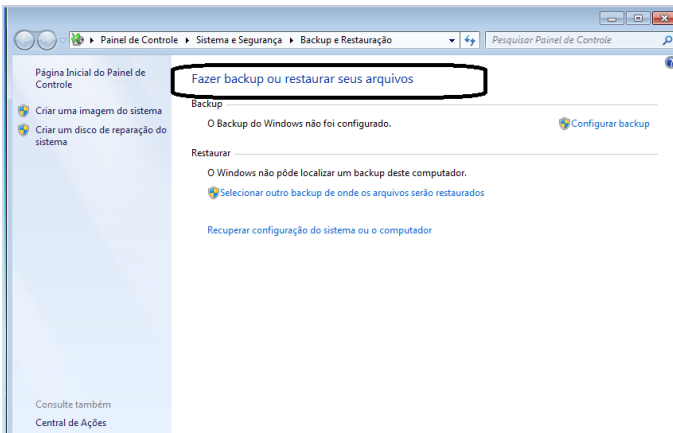 Painel de Controle ▸ Sistema e Segurança ▸ Backup e Restauração
Pesquisar Painel de Controle
Página Inicial do Painel de
Controle
Criar uma imagem do sistema
Criar um disco de reparação do
sistema
Fazer backup ou restaurar seus arquivos
Backup
O Backup do Windows não foi configurado.
Configurar backup
Restaurar
O Windows não pôde localizar um backup deste computador.
Selecionar outro backup de onde os arquivos serão restaurados
Recuperar configuração do sistema ou o computador
Consulte também
Central de Ações